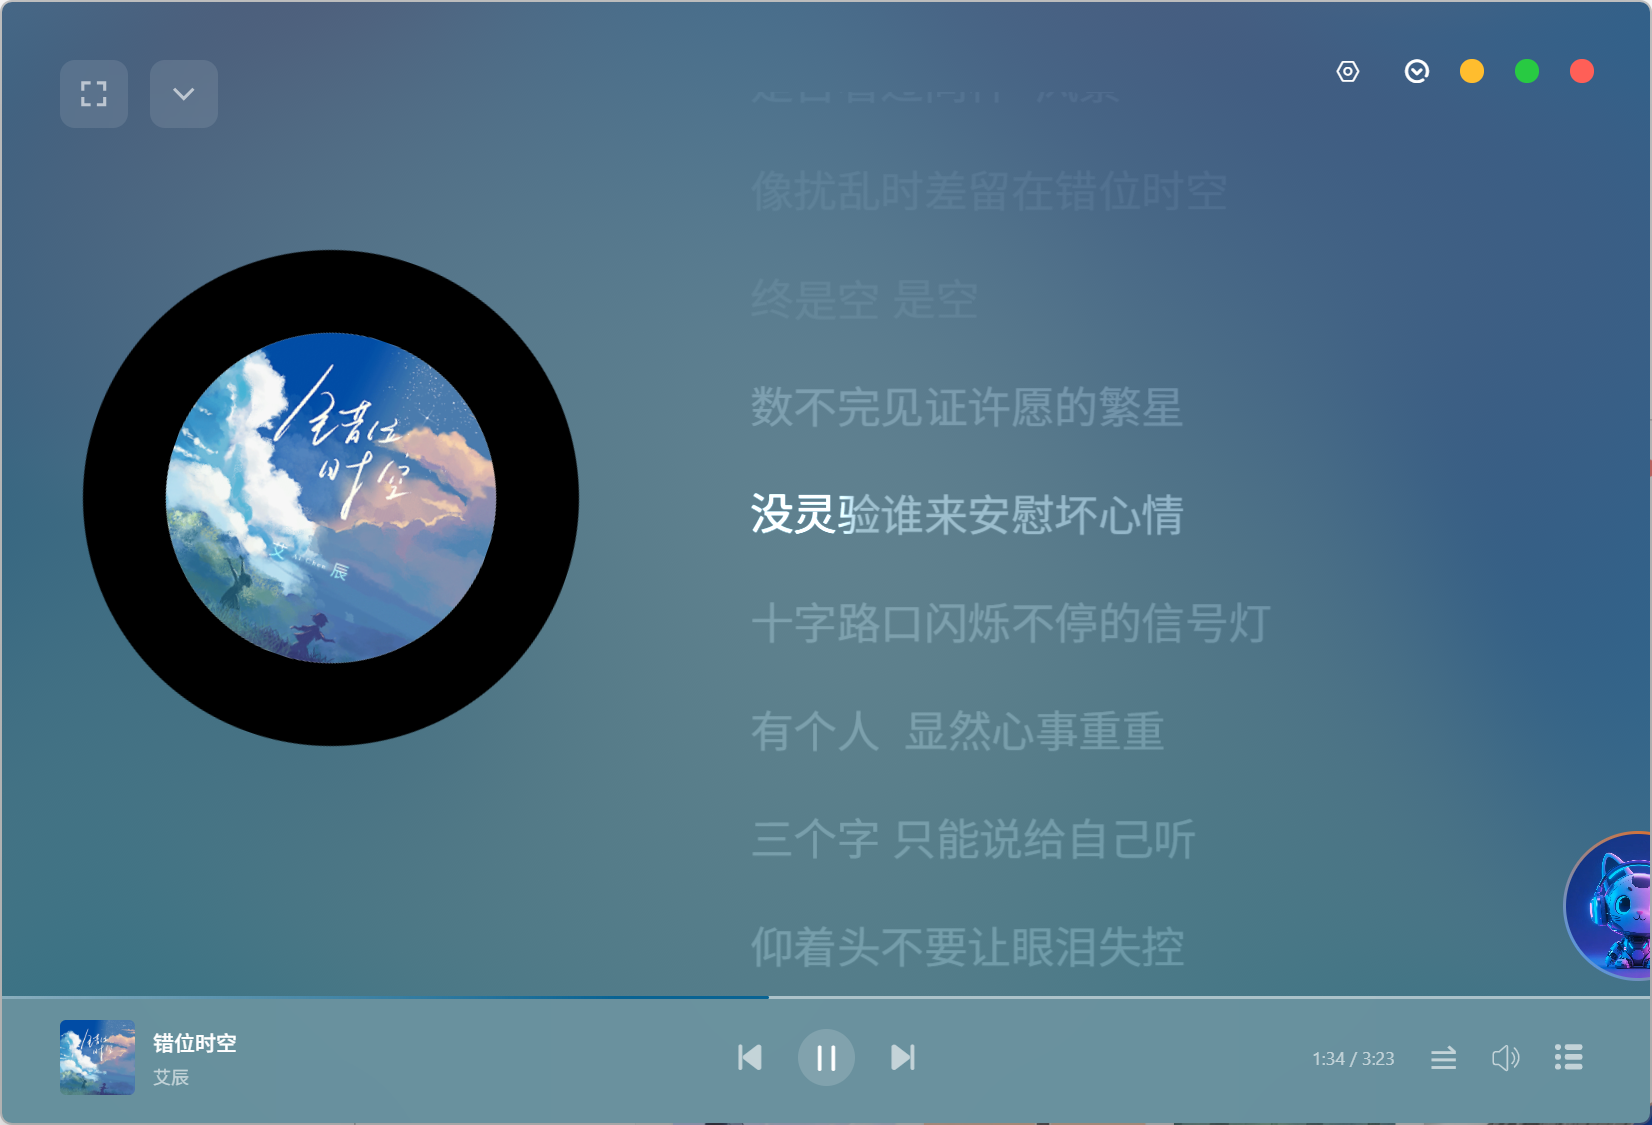 像扰乱时差留在错位时空
终是空 是空
数不完见证许愿的繁星
没灵验谁来安慰坏心情
十字路口闪烁不停的信号灯
有个人 显然心事重重
三个字 只能说给自己听
仰着头不要让眼泪失控
错位
时空
艾
辰
错位时空
艾辰
1:34 / 3:23